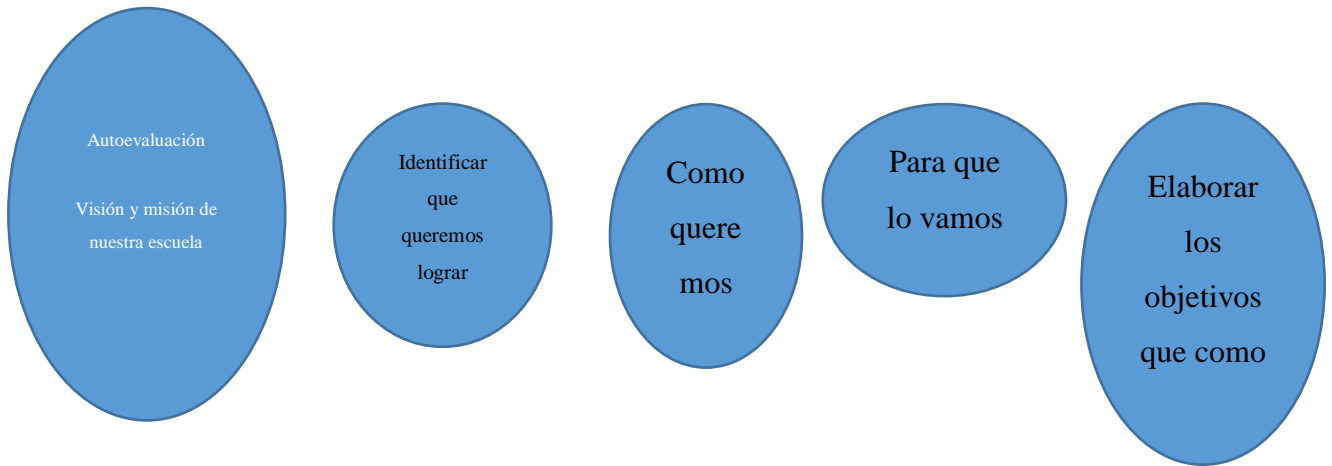 Autoevaluación
Visión y misión de
nuestra escuela
Identificar
que
queremos
lograr
Como
quere
mos
Para que
lo vamos
Elaborar
los
objetivos
que como